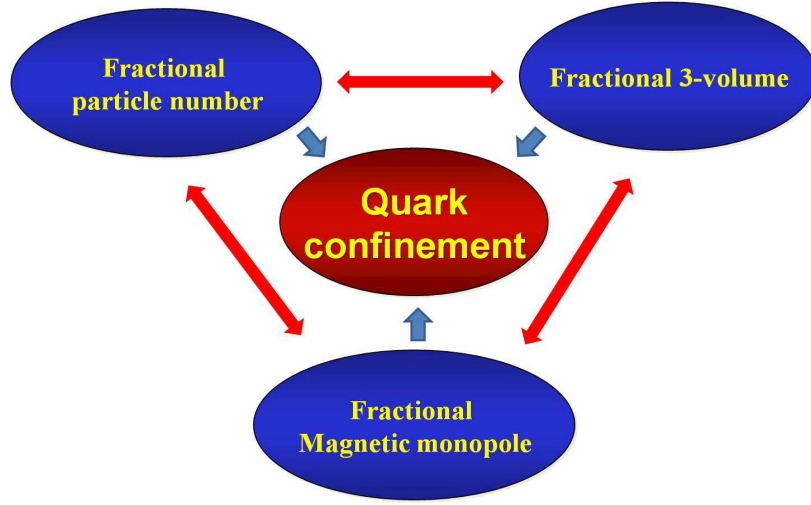 Fractional
particle number
Fractional 3-volume
Quark
confinement
Fractional
Magnetic monopole